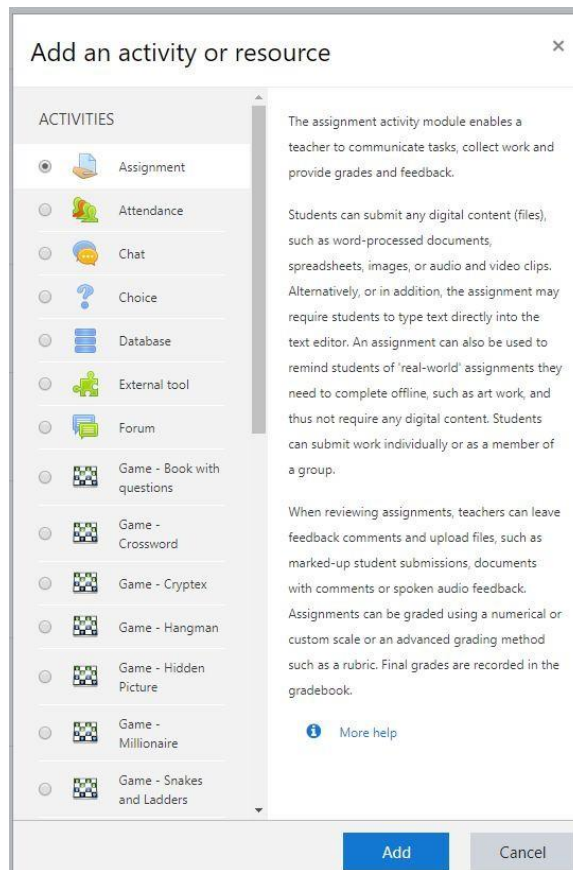 Add an activity or resource
×
ACTIVITIES
Assignment
Attendance
Chat
Choice
Database
External tool
Forum
Game - Book with
questions
Game -
Crossword
Game - Cryptex
Game - Hangman
Game - Hidden
Picture
Game -
Millionaire
Game - Snakes
and Ladders
The assignment activity module enables a
teacher to communicate tasks, collect work and
provide grades and feedback.
Students can submit any digital content (files),
such as word-processed documents,
spreadsheets, images, or audio and video clips.
Alternatively, or in addition, the assignment may
require students to type text directly into the
text editor. An assignment can also be used to
remind students of 'real-world' assignments they
need to complete offline, such as art work, and
thus not require any digital content. Students
can submit work individually or as a member of
a group.
When reviewing assignments, teachers can leave
feedback comments and upload files, such as
marked-up student submissions, documents
with comments or spoken audio feedback.
Assignments can be graded using a numerical or
custom scale or an advanced grading method
such as a rubric. Final grades are recorded in the
gradebook.
More help
Add
Cancel